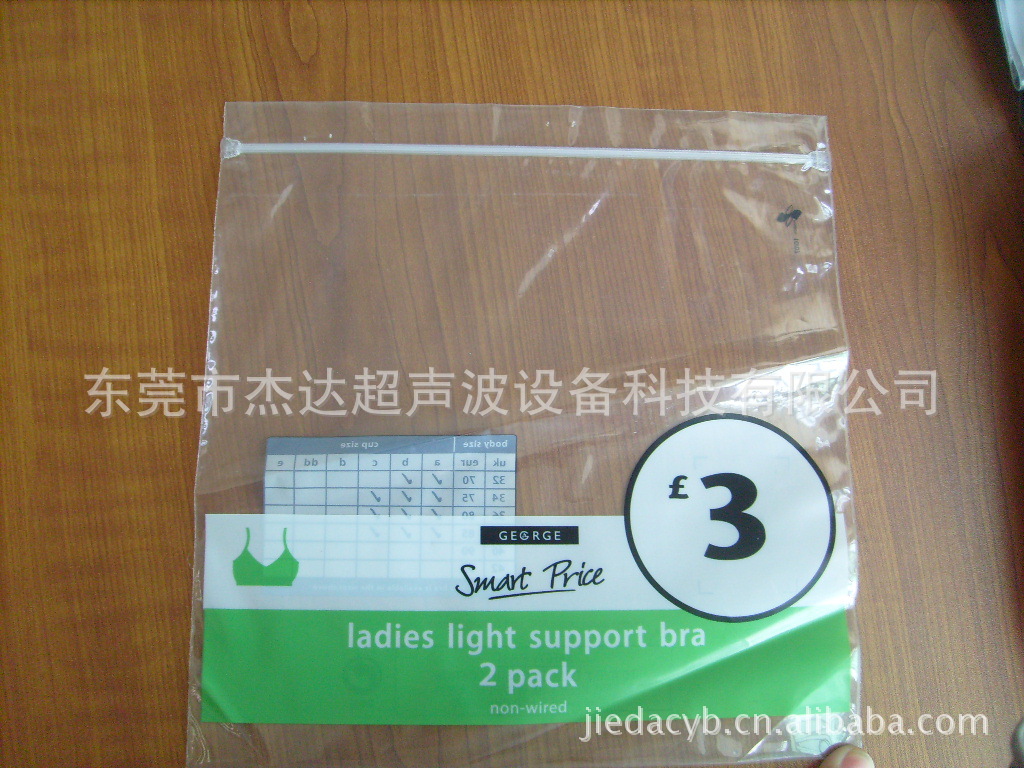 东莞市杰达超声波设备科技有限公司
body size
cup size
uk eur a b c d dd e
32 70
34 75
36 80
£3
GEORGE
Smart Price
ladies light support bra
2 pack
non-wired
jiedacyb.cn.alibaba.com